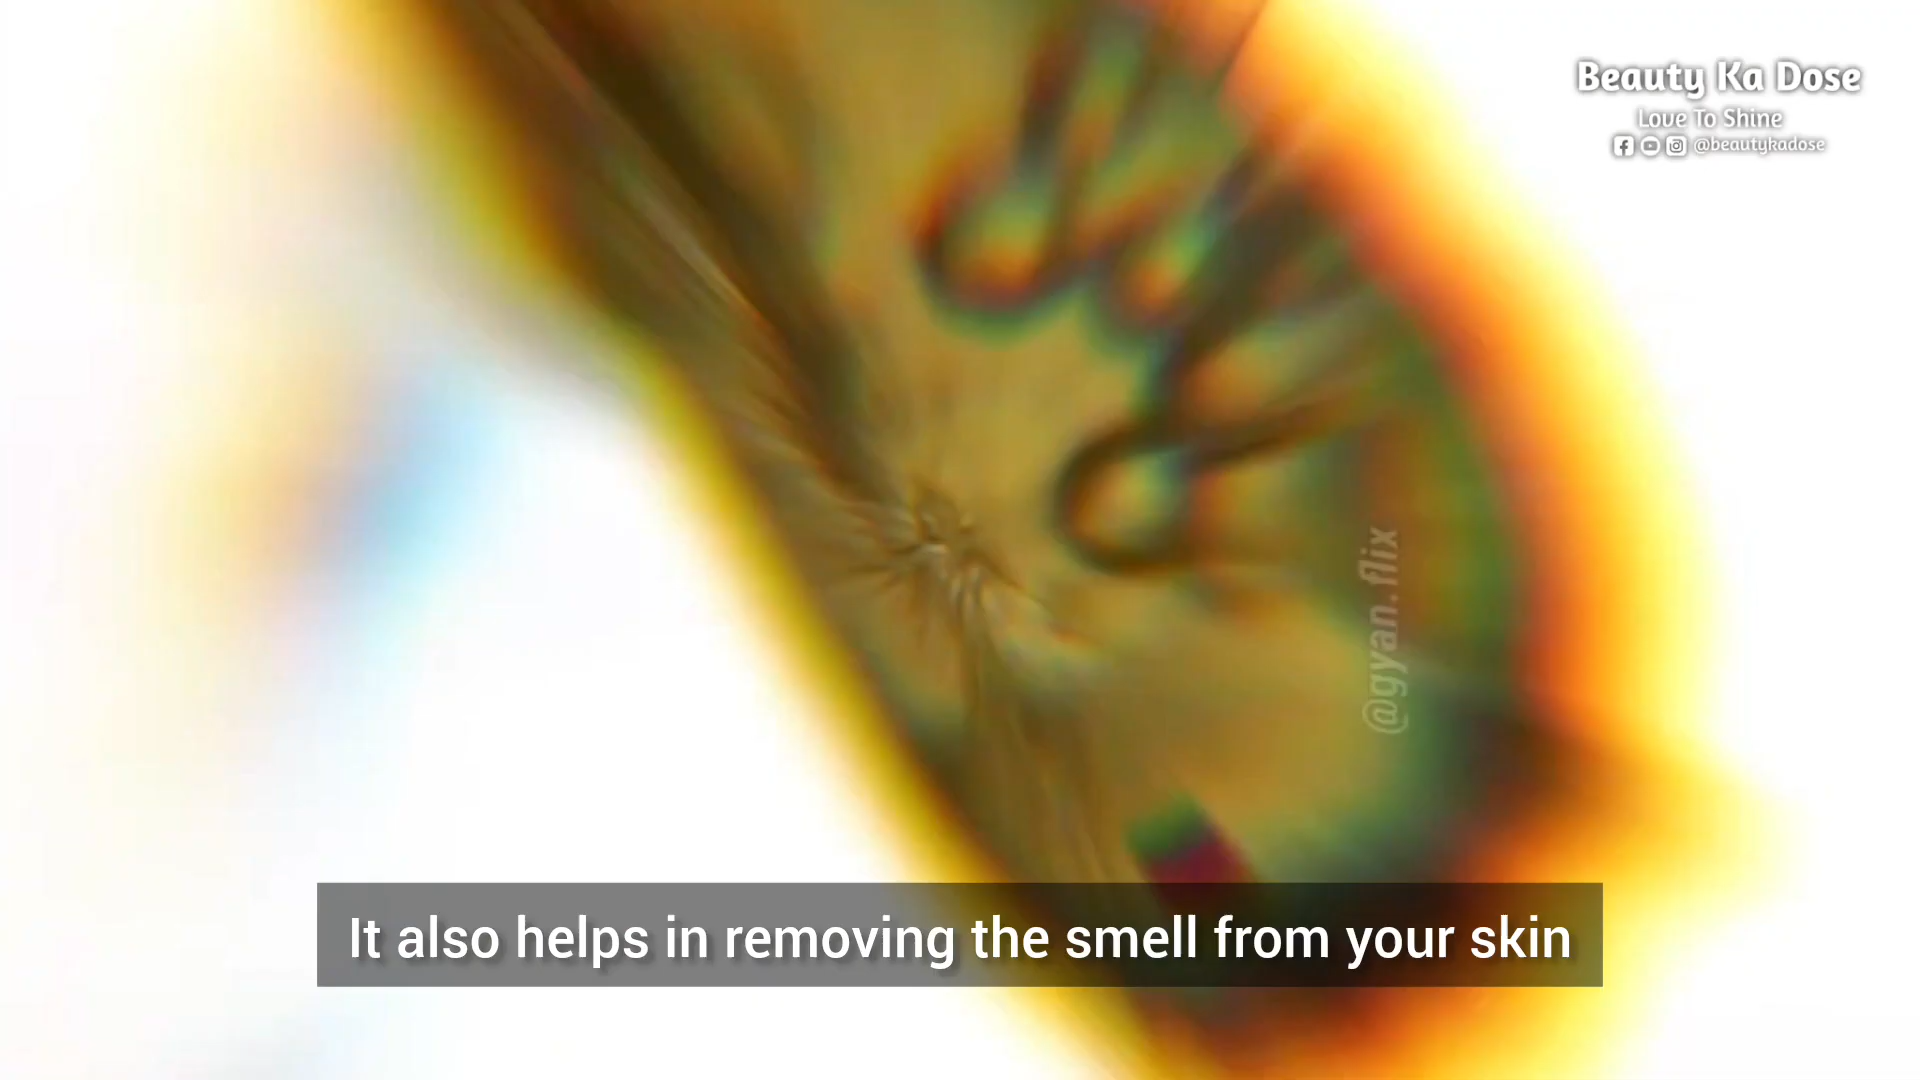 Beauty Ka Dose
Love To Shine
@beautykadose
@gyan.flix
It also helps in removing the smell from your skin